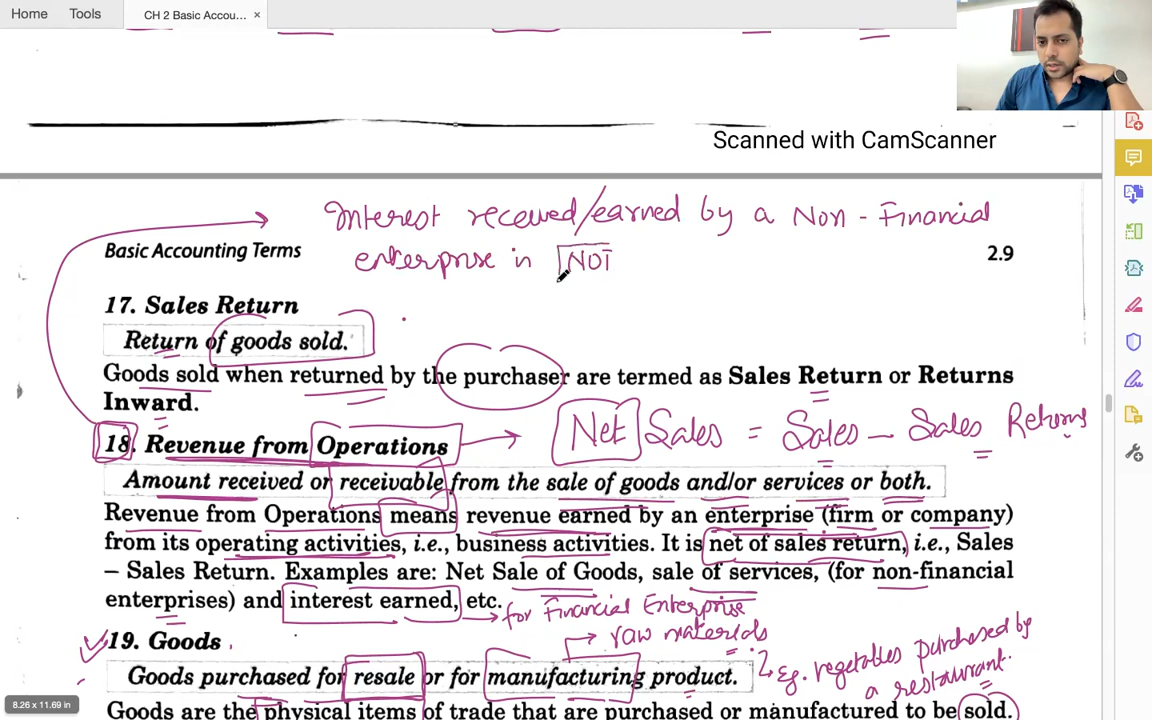 Home Tools CH 2 Basic Accou... ×
Scanned with CamScanner
Interest received/earned by a Non - Financial
Basic Accounting Terms
enterprise in NOT
2.9
17. Sales Return
Return of goods sold.
Goods sold when returned by the purchaser are termed as Sales Return or Returns
Inward.
Net Sales = Sales - Sales Returns
18. Revenue from Operations
Amount received or receivable from the sale of goods and/or services or both.
Revenue from Operations means revenue earned by an enterprise (firm or company)
from its operating activities, i.e., business activities. It is net of sales return, i.e., Sales
– Sales Return. Examples are: Net Sale of Goods, sale of services, (for non-financial
enterprises) and interest earned, etc.
for Financial Enterprise
raw materials
19. Goods
Eg. vegetables purchased by
a restaurant.
Goods purchased for resale or for manufacturing product.
Goods are the physical items of trade that are purchased or manufactured to be sold.
8.26 x 11.69 in